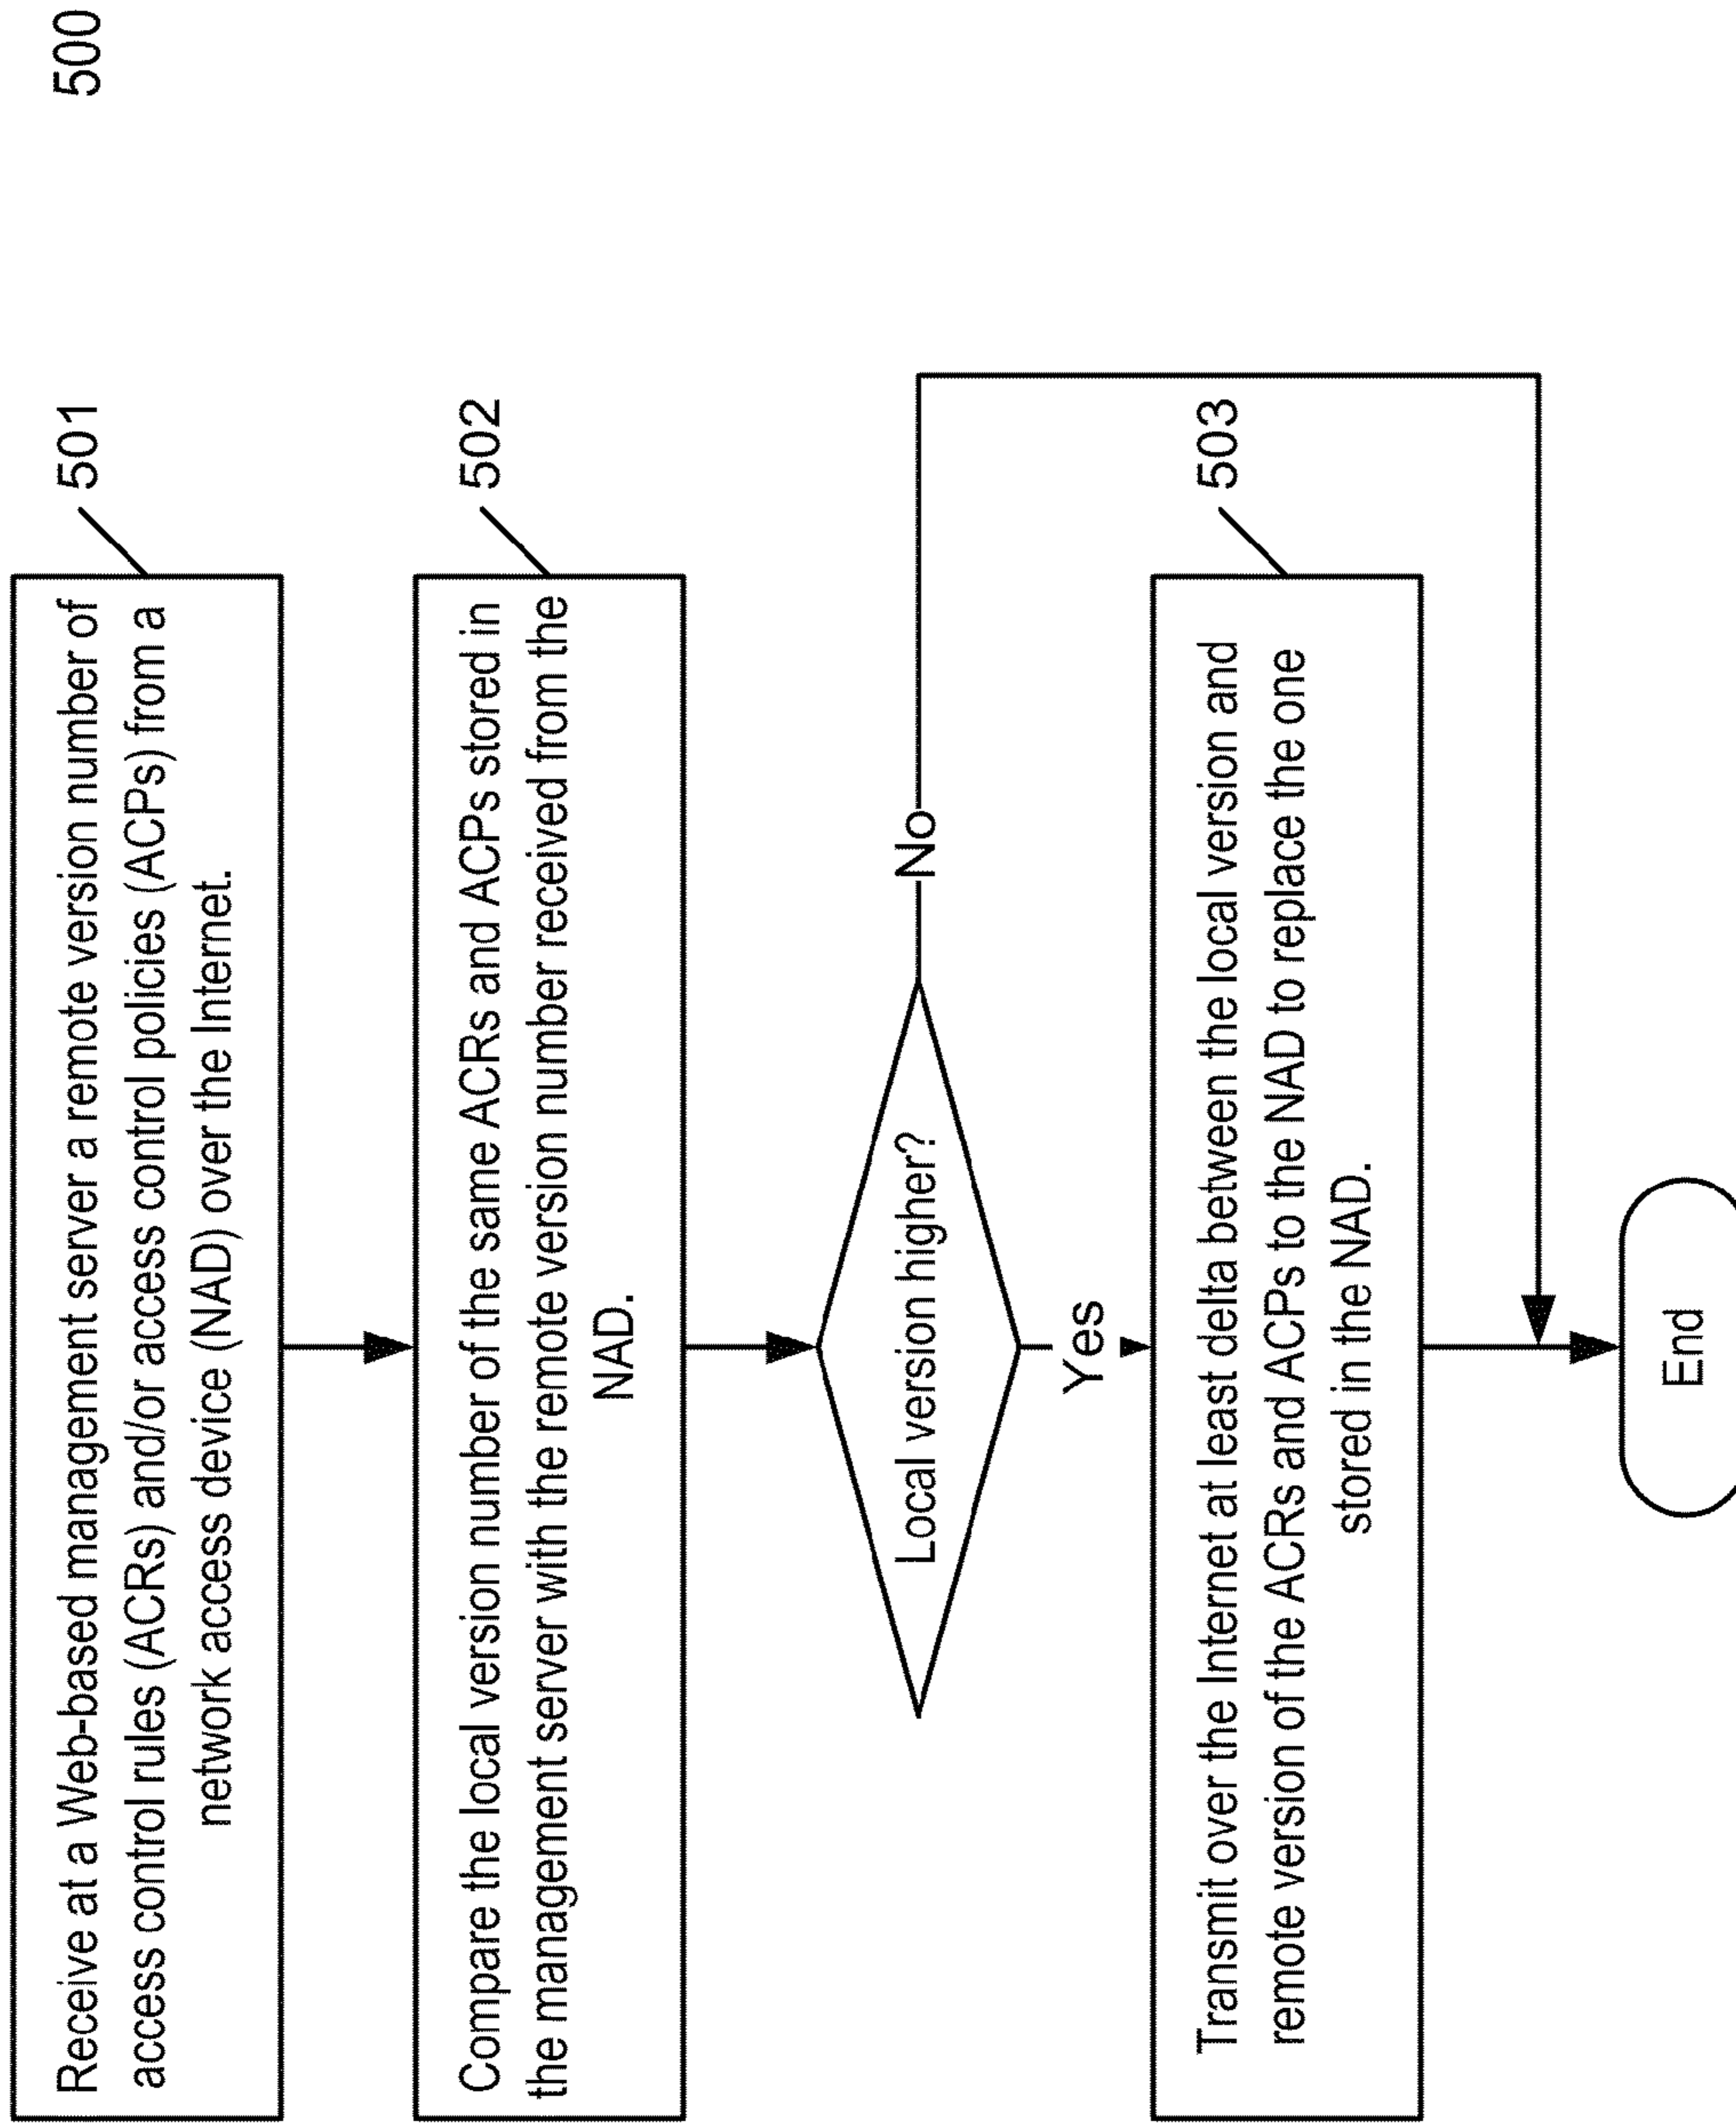 500
501
Receive at a Web-based management server a remote version number of
access control rules (ACRs) and/or access control policies (ACPs) from a
network access device (NAD) over the Internet.
502
Compare the local version number of the same ACRs and ACPs stored in
the management server with the remote version number received from the
NAD.
Local version higher?
No
Yes
503
Transmit over the Internet at least delta between the local version and
remote version of the ACRs and ACPs to the NAD to replace the one
stored in the NAD.
End